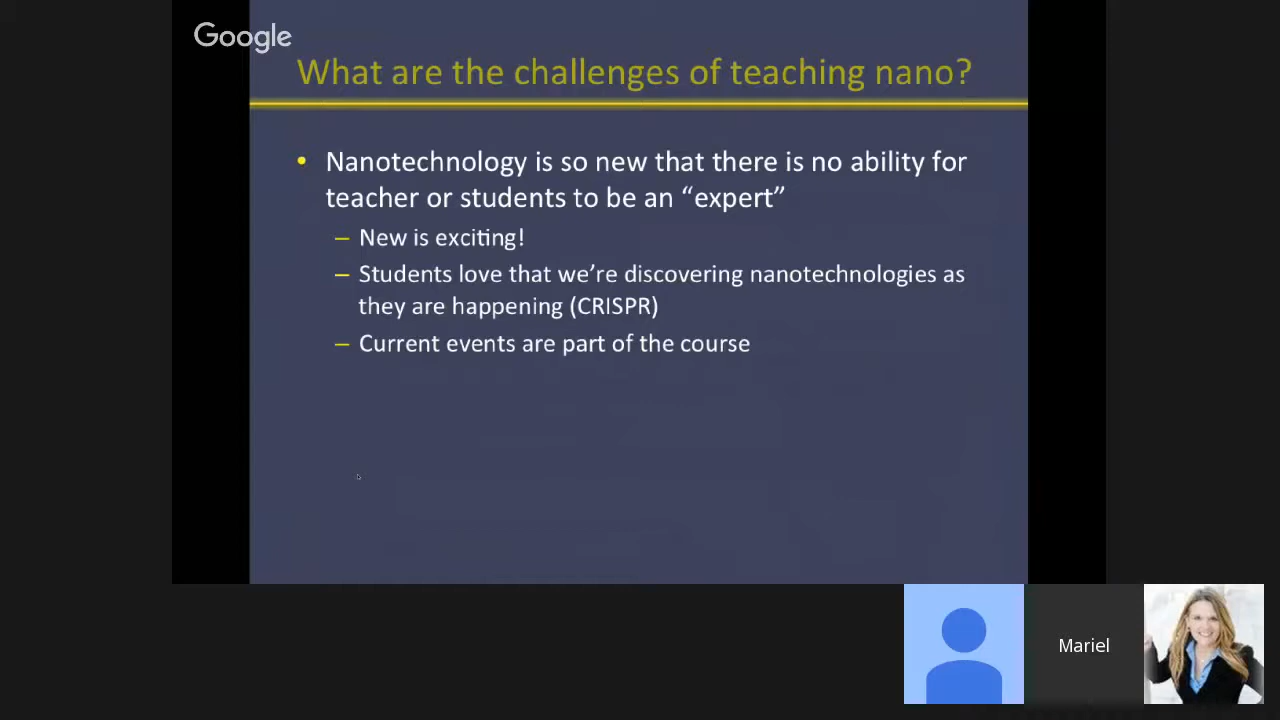 Google
What are the challenges of teaching nano?
• Nanotechnology is so new that there is no ability for
teacher or students to be an “expert”
– New is exciting!
– Students love that we’re discovering nanotechnologies as
they are happening (CRISPR)
– Current events are part of the course
Mariel